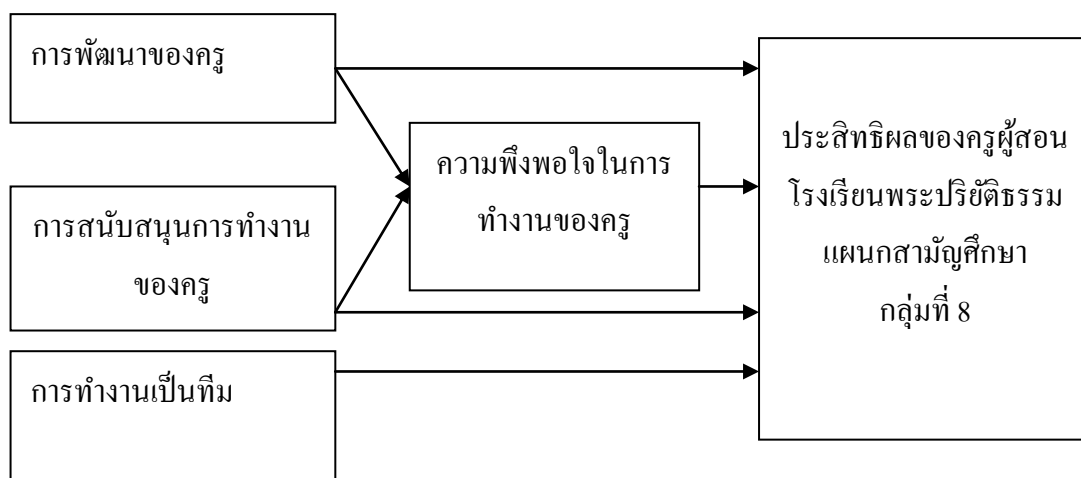 การพัฒนาของครู
ความพึงพอใจในการ
ทำงานของครู
การสนับสนุนการทำงาน
ของครู
การทำงานเป็นทีม
ประสิทธิผลของครูผู้สอน
โรงเรียนพระปริยัติธรรม
แผนกสามัญศึกษา
กลุ่มที่ 8